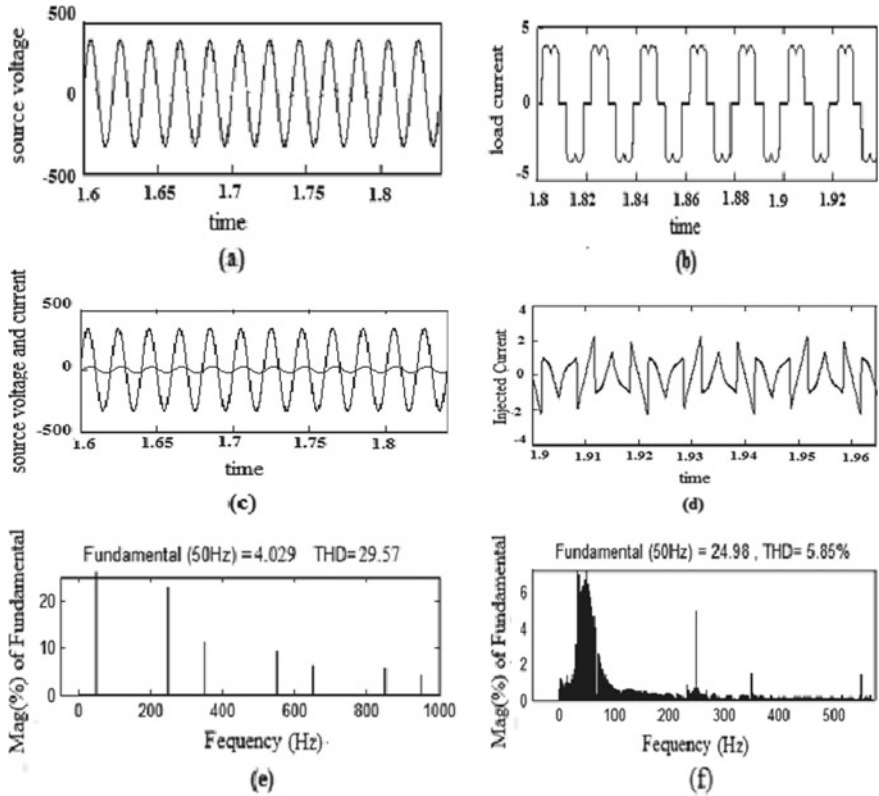 500
0
-500
source voltage
1.6 1.65 1.7 1.75 1.8
time
(a)
5
0
-5
load current
1.8 1.82 1.84 1.86 1.88 1.9 1.92
time
(b)
500
0
-500
source voltage and current
1.6 1.65 1.7 1.75 1.8
time
(c)
4
2
0
-2
-4
Injected Current
1.9 1.91 1.92 1.93 1.94 1.95 1.96
time
(d)
Fundamental (50Hz) = 4.029 THD= 29.57
20
10
0
Mag(%) of Fundamental
0 200 400 600 800 1000
Fequency (Hz)
(e)
Fundamental (50Hz) = 24.98 , THD= 5.85%
6
4
2
0
Mag(%) of Fundamental
0 100 200 300 400 500
Fequency (Hz)
(f)